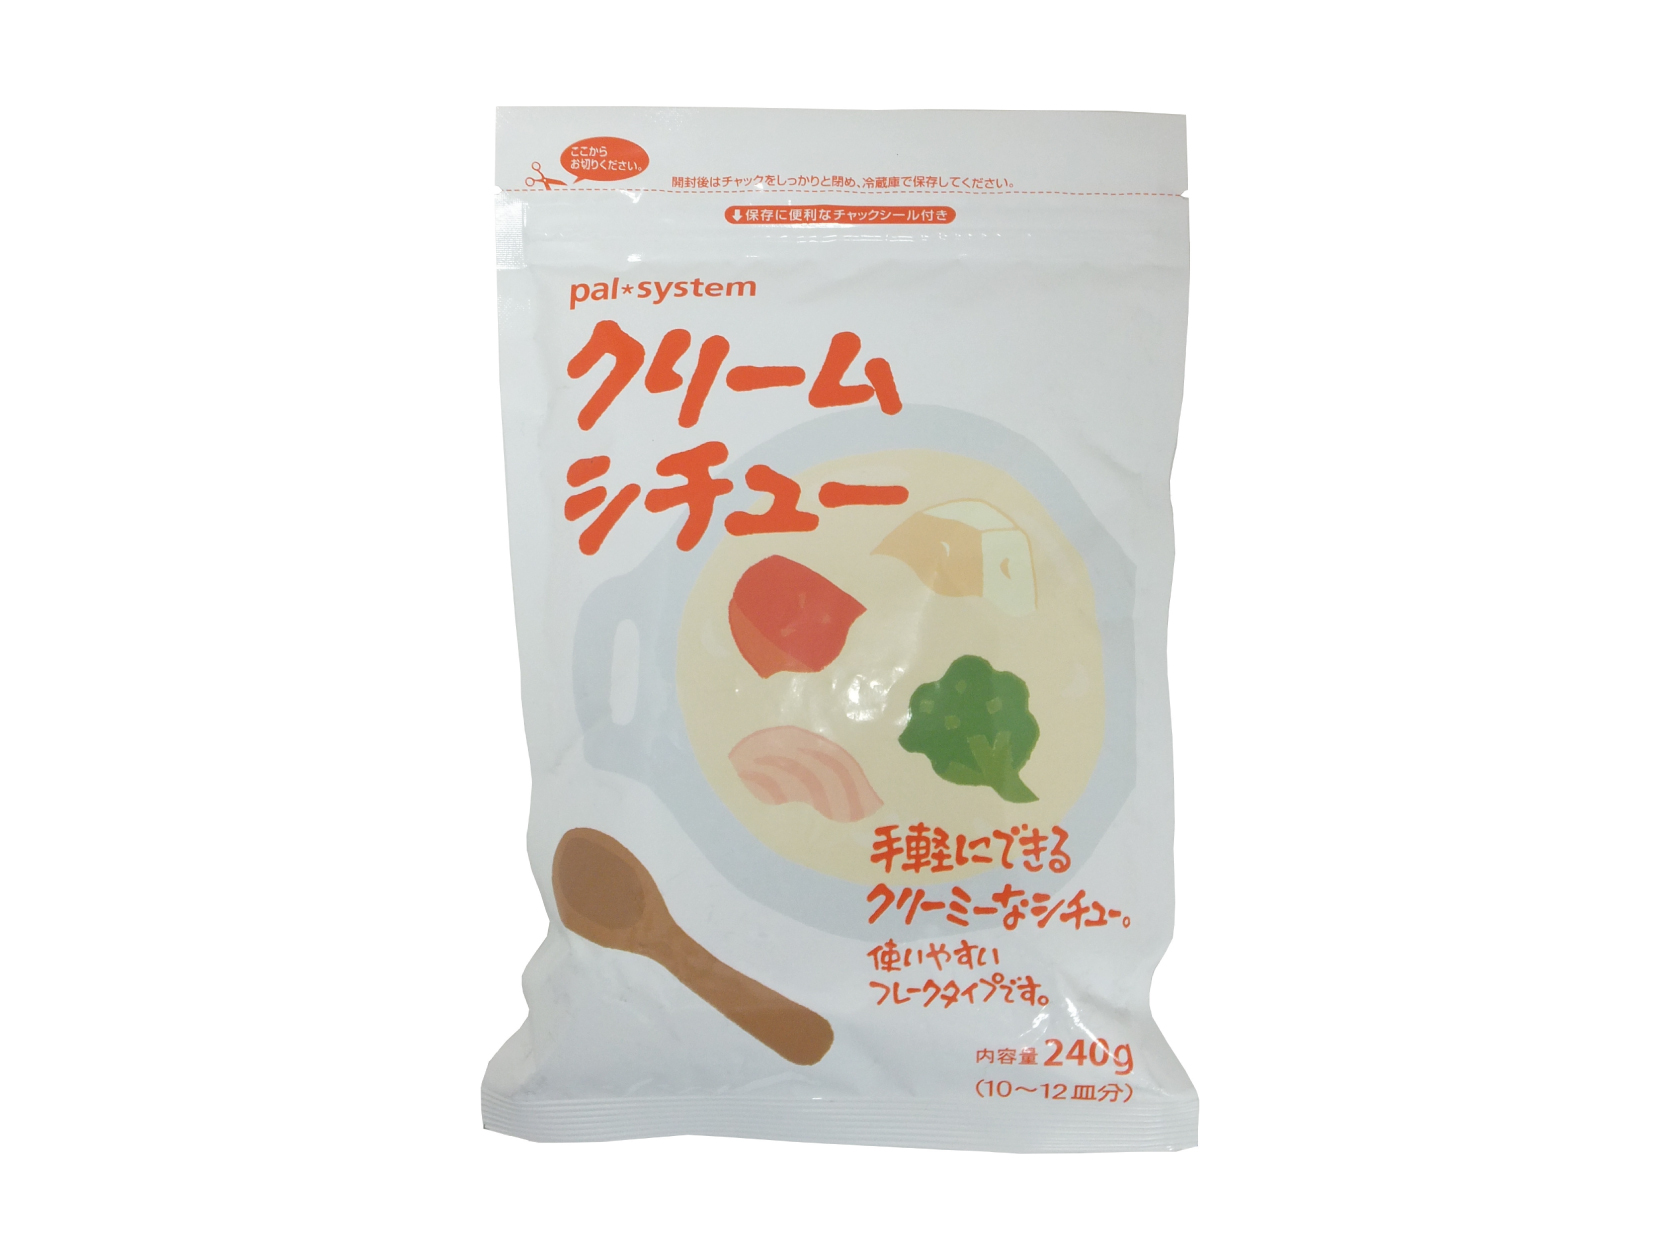 ここから
お切りください。
開封後はチャックをしっかりと閉め、冷蔵庫で保存してください。
⬇保存に便利なチャックシール付き
pal*system
クリーム
シチュー
手軽にできる
クリーミーなシチュー。
使いやすい
フレークタイプです。
内容量240g
(10〜12皿分)